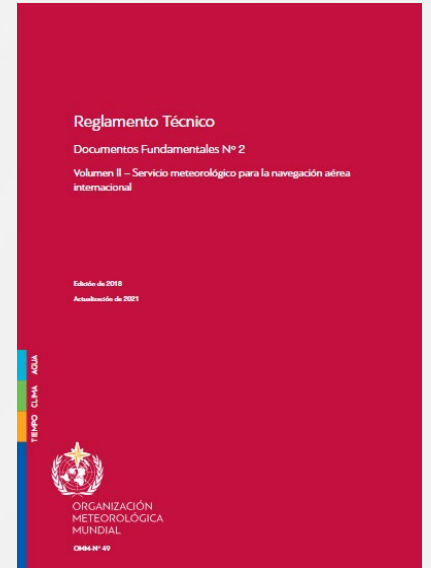 Reglamento Técnico
Documentos Fundamentales Nº 2
Volumen II – Servicio meteorológico para la navegación aérea
internacional
Edición de 2018
Actualización de 2021
TIEMPO CLIMA AGUA
ORGANIZACIÓN
METEOROLÓGICA
MUNDIAL
OMM-Nº 49